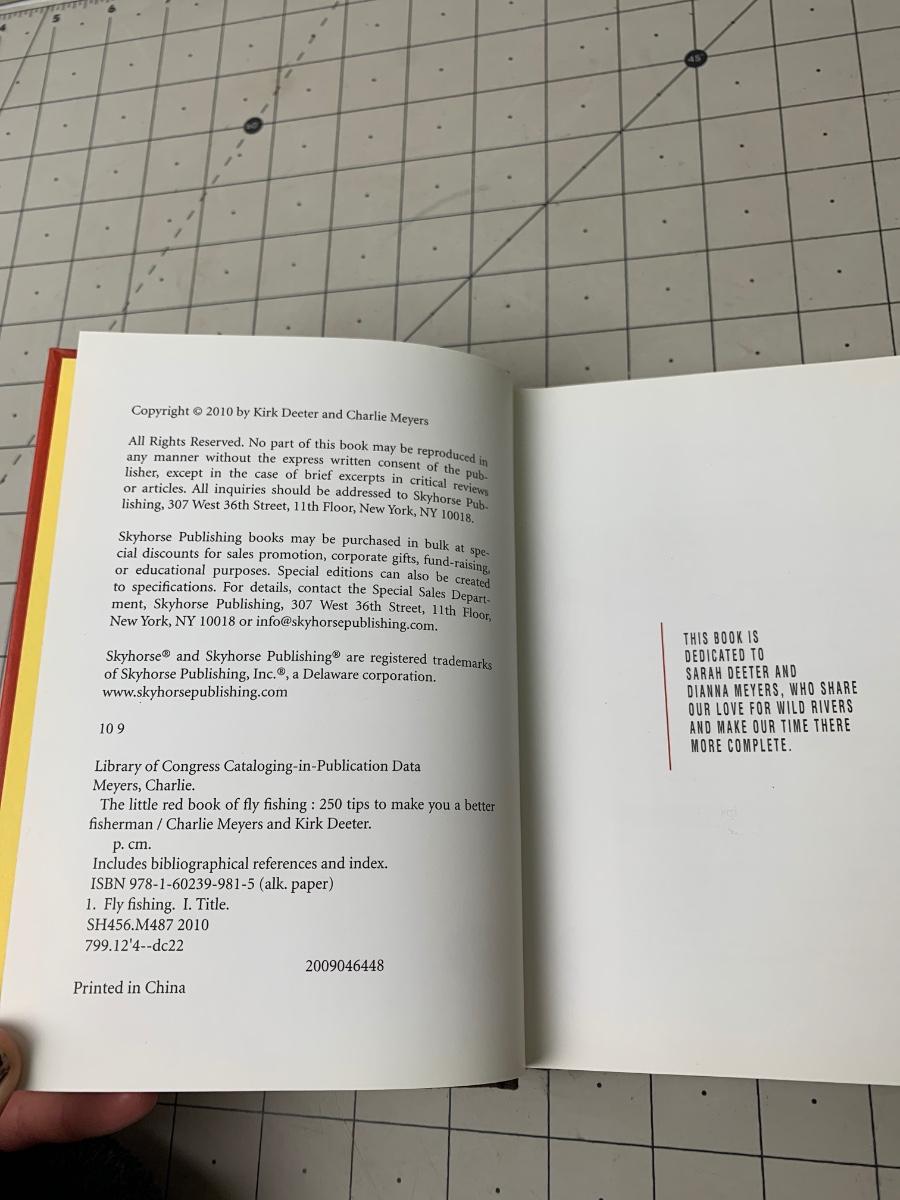 5
6
60°
45°
Copyright © 2010 by Kirk Deeter and Charlie Meyers
All Rights Reserved. No part of this book may be reproduced in
any manner without the express written consent of the pub-
lisher, except in the case of brief excerpts in critical reviews
or articles. All inquiries should be addressed to Skyhorse Pub-
lishing, 307 West 36th Street, 11th Floor, New York, NY 10018.
Skyhorse Publishing books may be purchased in bulk at spe-
cial discounts for sales promotion, corporate gifts, fund-raising,
or educational purposes. Special editions can also be created
to specifications. For details, contact the Special Sales Depart-
ment, Skyhorse Publishing, 307 West 36th Street, 11th Floor,
New York, NY 10018 or info@skyhorsepublishing.com.
Skyhorse® and Skyhorse Publishing® are registered trademarks
of Skyhorse Publishing, Inc.®, a Delaware corporation.
www.skyhorsepublishing.com
10 9
Library of Congress Cataloging-in-Publication Data
Meyers, Charlie.
The little red book of fly fishing : 250 tips to make you a better
fisherman / Charlie Meyers and Kirk Deeter.
p. cm.
Includes bibliographical references and index.
ISBN 978-1-60239-981-5 (alk. paper)
1. Fly fishing. I. Title.
SH456.M487 2010
799.12'4--dc22
2009046448
Printed in China
THIS BOOK IS
DEDICATED TO
SARAH DEETER AND
DIANNA MEYERS, WHO SHARE
OUR LOVE FOR WILD RIVERS
AND MAKE OUR TIME THERE
MORE COMPLETE.